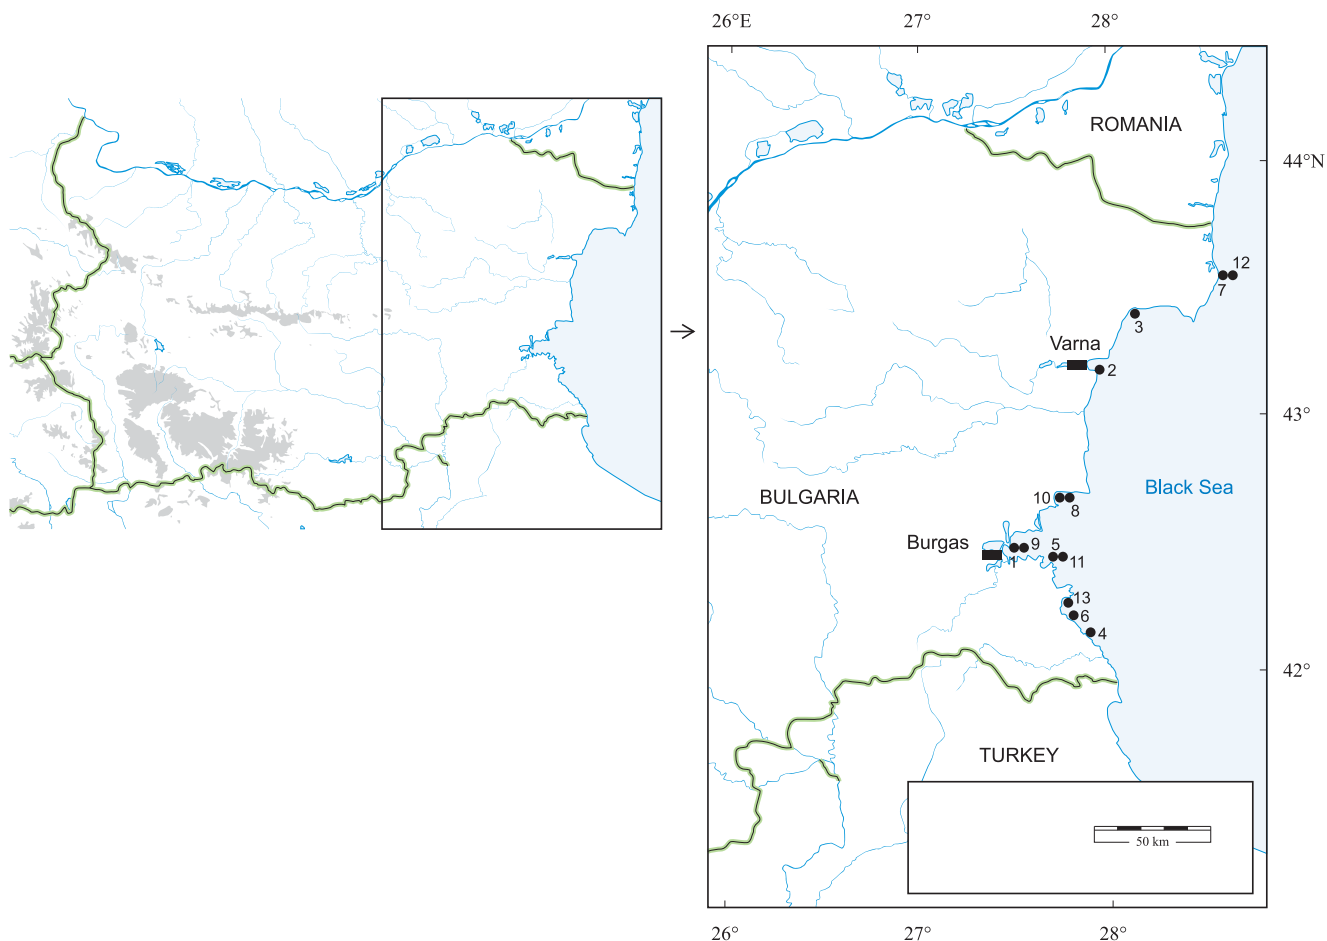 26°E 27° 28°
ROMANIA
44°N
12
7
3
Varna
2
43°
Black Sea
BULGARIA
10
8
Burgas
9 5
1 11
13
6
4
42°
TURKEY
50 km
26° 27° 28°